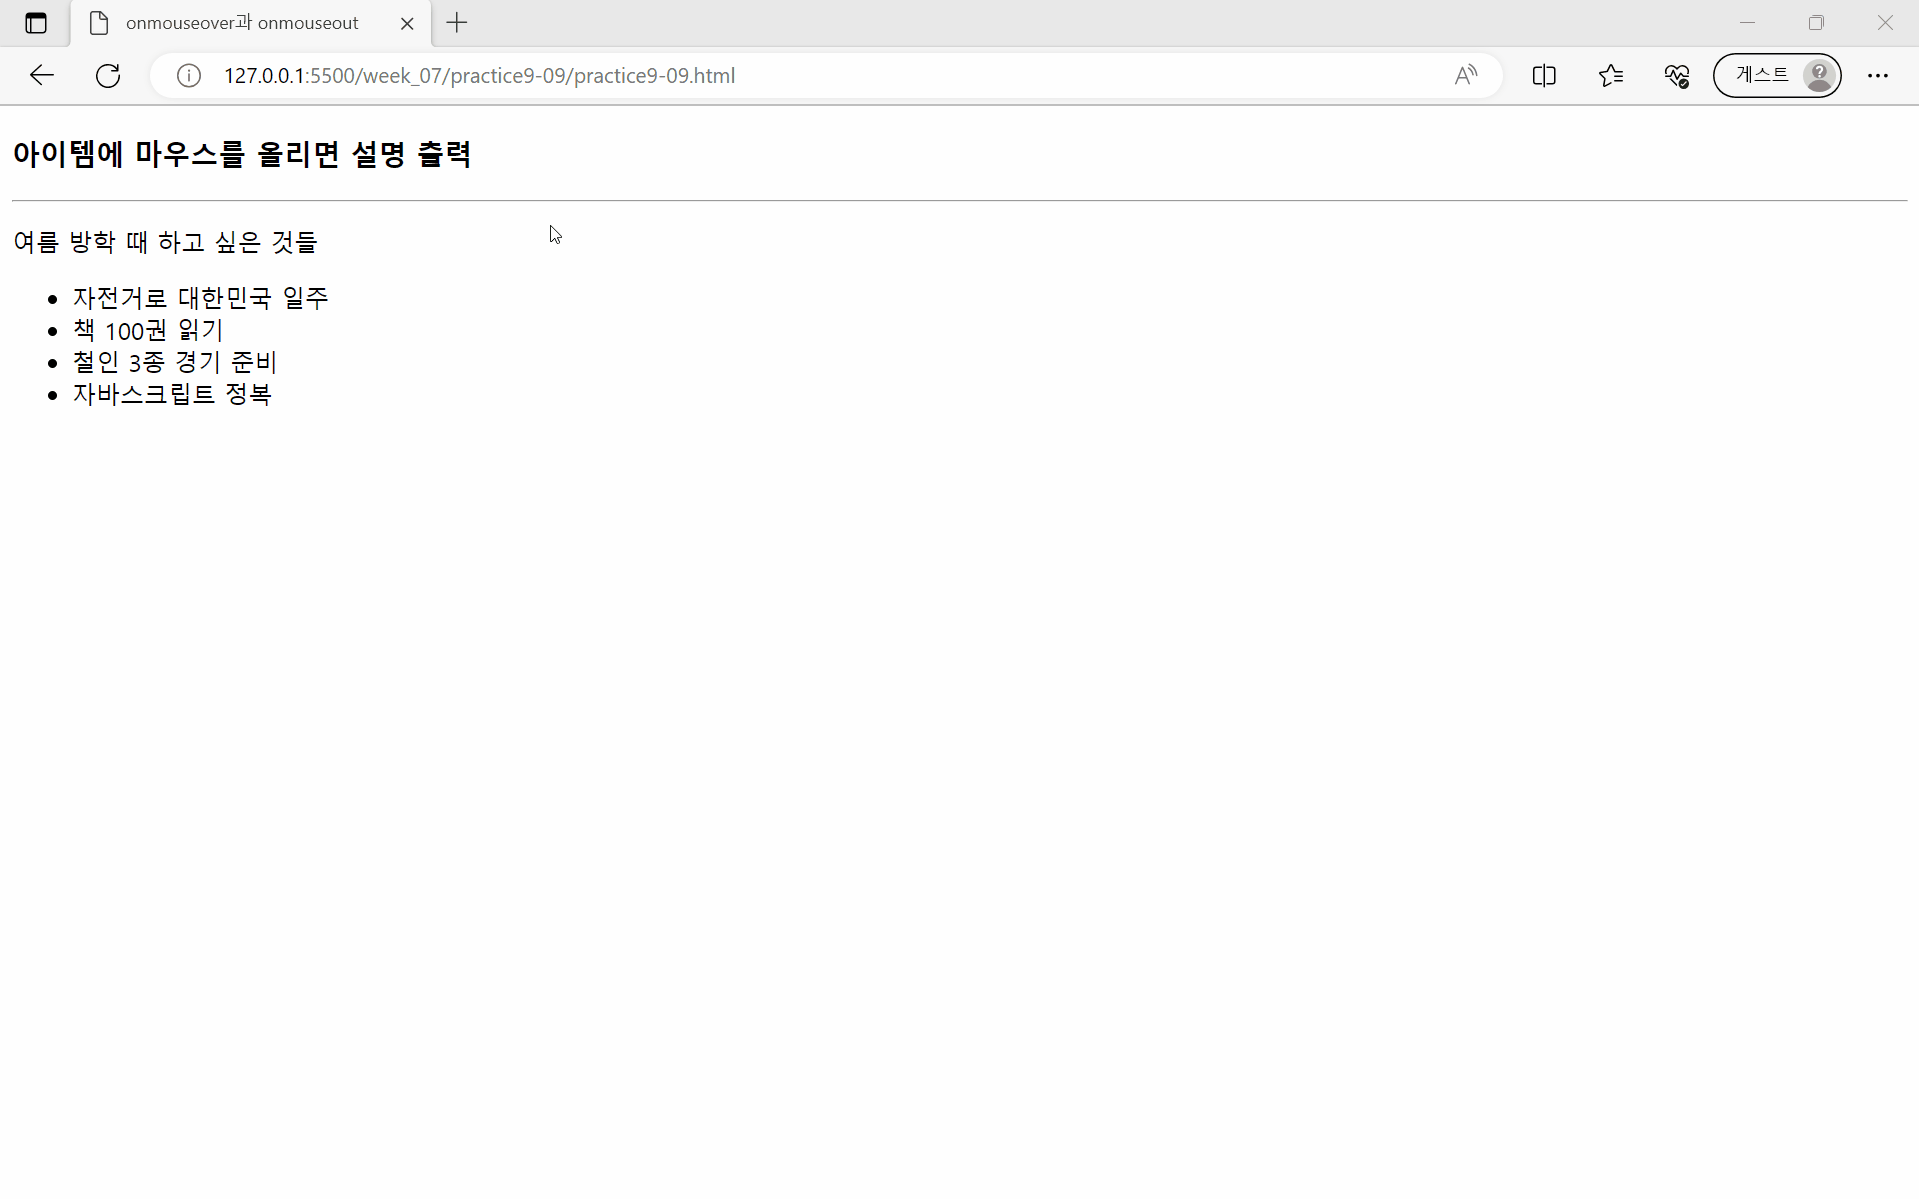 onmouseover과 onmouseout
127.0.0.1:5500/week_07/practice9-09/practice9-09.html
게스트
아이템에 마우스를 올리면 설명 출력
여름 방학 때 하고 싶은 것들
자전거로 대한민국 일주
책 100권 읽기
철인 3종 경기 준비
자바스크립트 정복